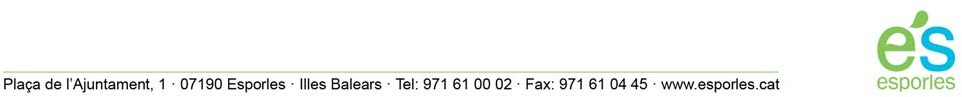 e's
esporles
Plaça de l'Ajuntament, 1 · 07190 Esporles · Illes Balears · Tel: 971 61 00 02 · Fax: 971 61 04 45 · www.esporles.cat